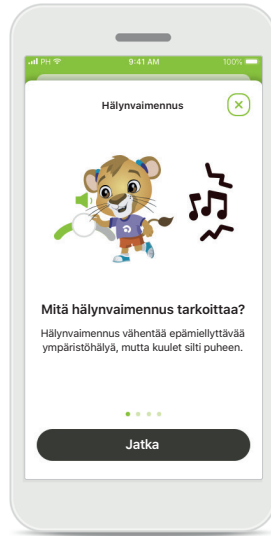 PH 9:41 AM 100%
Hälynvaimennus
Mitä hälynvaimennus tarkoittaa?
Hälynvaimennus vähentää epämiellyttävää
ympäristöhälyä, mutta kuulet silti puheen.
Jatka